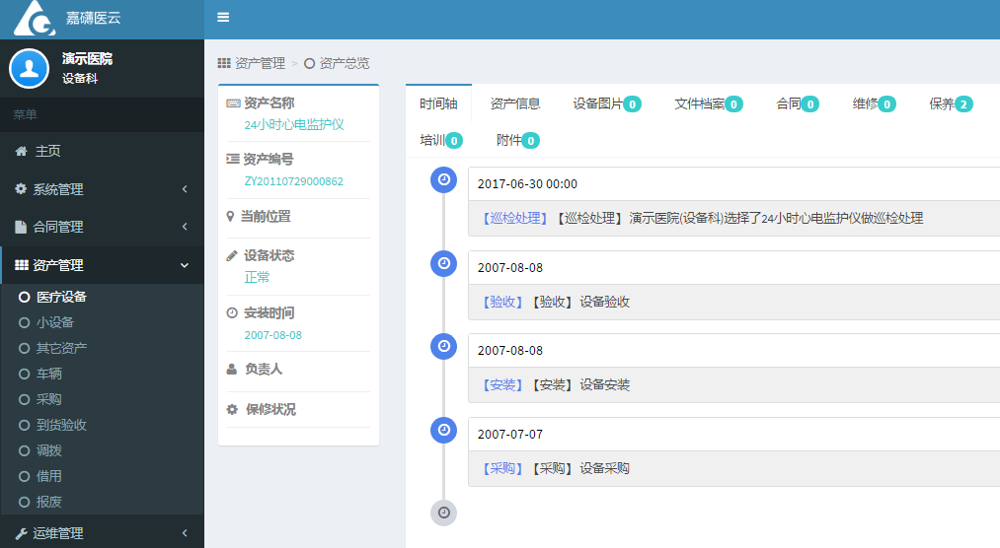 嘉礴医云
演示医院
设备科
菜单
主页
系统管理
合同管理
资产管理
医疗设备
小设备
其它资产
车辆
采购
到货验收
调拨
借用
报废
运维管理
资产管理 > 资产总览
资产名称
24小时心电监护仪
资产编号
ZY20110729000862
当前位置
设备状态
正常
安装时间
2007-08-08
负责人
保修状况
时间轴 资产信息 设备图片 0 文件档案 0 合同 0 维修 0 保养 2
培训 0 附件 0
2017-06-30 00:00
【巡检处理】【巡检处理】演示医院(设备科)选择了24小时心电监护仪做巡检处理
2007-08-08
【验收】【验收】设备验收
2007-08-08
【安装】【安装】设备安装
2007-07-07
【采购】【采购】设备采购